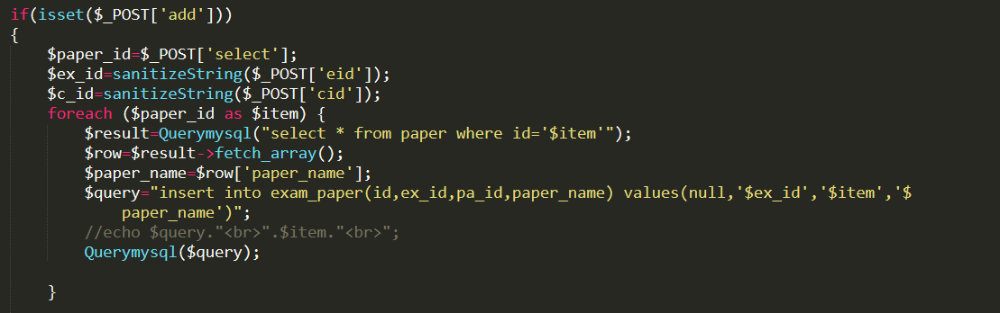 if(isset($_POST['add']))
{
    $paper_id=$_POST['select'];
    $ex_id=sanitizeString($_POST['eid']);
    $c_id=sanitizeString($_POST['cid']);
    foreach ($paper_id as $item) {
        $result=Querymysql("select * from paper where id='$item'");
        $row=$result->fetch_array();
        $paper_name=$row['paper_name'];
        $query="insert into exam_paper(id,ex_id,pa_id,paper_name) values(null,'$ex_id','$item','$
            paper_name')";
        //echo $query."<br>".$item."<br>";
        Querymysql($query);
    }